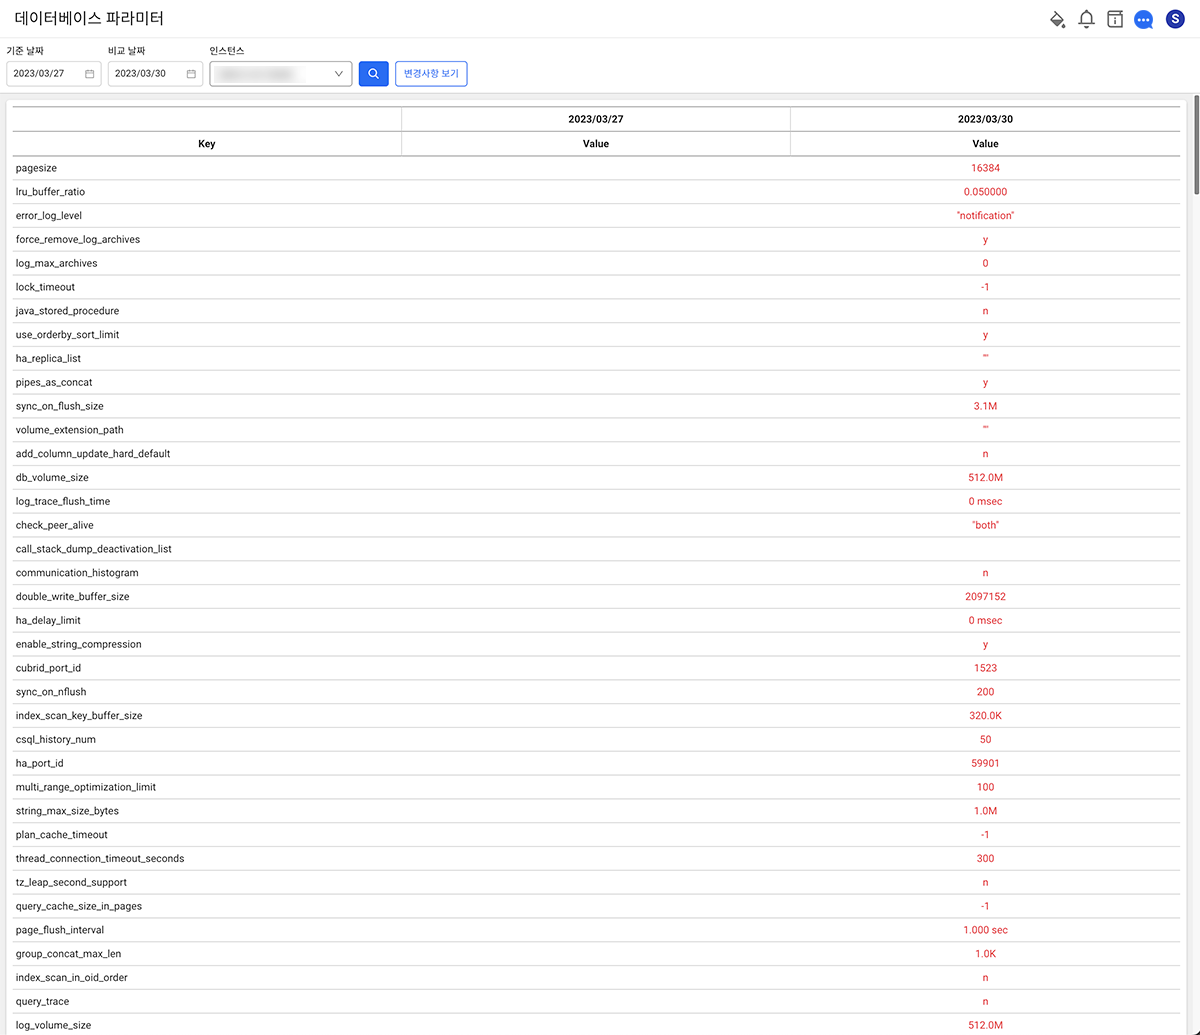 데이터베이스 파라미터
S
기준 날짜 비교 날짜 인스턴스
2023/03/27 2023/03/30 변경사항 보기
2023/03/27 2023/03/30
Key Value Value
pagesize 16384
lru_buffer_ratio 0.050000
error_log_level "notification"
force_remove_log_archives y
log_max_archives 0
lock_timeout -1
java_stored_procedure n
use_orderby_sort_limit y
ha_replica_list ""
pipes_as_concat y
sync_on_flush_size 3.1M
volume_extension_path ""
add_column_update_hard_default n
db_volume_size 512.0M
log_trace_flush_time 0 msec
check_peer_alive "both"
call_stack_dump_deactivation_list
communication_histogram n
double_write_buffer_size 2097152
ha_delay_limit 0 msec
enable_string_compression y
cubrid_port_id 1523
sync_on_nflush 200
index_scan_key_buffer_size 320.0K
csql_history_num 50
ha_port_id 59901
multi_range_optimization_limit 100
string_max_size_bytes 1.0M
plan_cache_timeout -1
thread_connection_timeout_seconds 300
tz_leap_second_support n
query_cache_size_in_pages -1
page_flush_interval 1.000 sec
group_concat_max_len 1.0K
index_scan_in_oid_order n
query_trace n
log_volume_size 512.0M